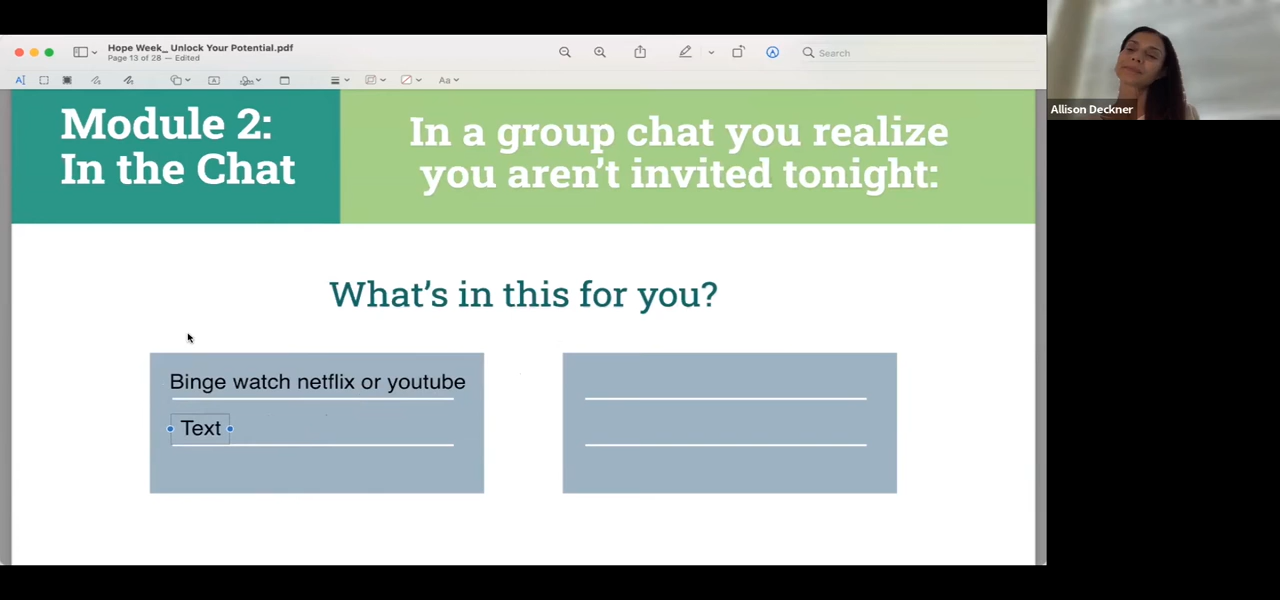 Hope Week_ Unlock Your Potential.pdf
Page 13 of 28 — Edited
Search
Aa
Allison Deckner
Module 2:
In the Chat
In a group chat you realize
you aren't invited tonight:
What's in this for you?
Binge watch netflix or youtube
Text